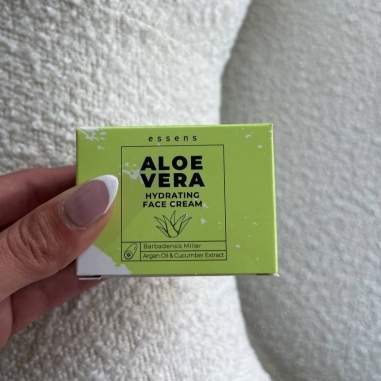 essens
ALOE
VERA
HYDRATING
FACE CREAM
Barbadensis Miller
Argan Oil & Cucumber Extract